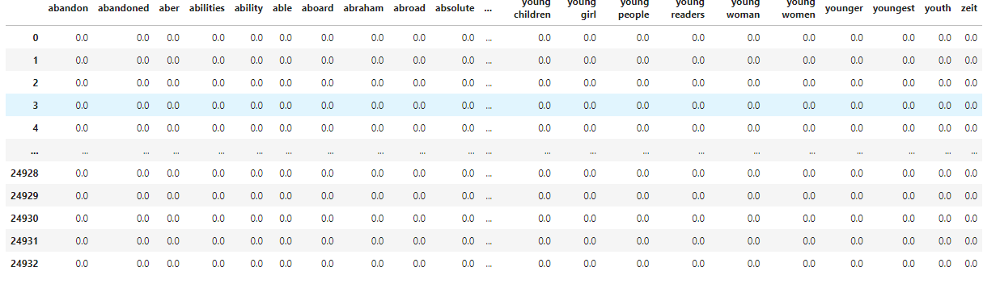 abandon abandoned aber abilities ability able aboard abraham abroad absolute ... young children young girl young people young readers young woman young women younger youngest youth zeit
0 0.0 0.0 0.0 0.0 0.0 0.0 0.0 0.0 0.0 0.0 ... 0.0 0.0 0.0 0.0 0.0 0.0 0.0 0.0 0.0 0.0
1 0.0 0.0 0.0 0.0 0.0 0.0 0.0 0.0 0.0 0.0 ... 0.0 0.0 0.0 0.0 0.0 0.0 0.0 0.0 0.0 0.0
2 0.0 0.0 0.0 0.0 0.0 0.0 0.0 0.0 0.0 0.0 ... 0.0 0.0 0.0 0.0 0.0 0.0 0.0 0.0 0.0 0.0
3 0.0 0.0 0.0 0.0 0.0 0.0 0.0 0.0 0.0 0.0 ... 0.0 0.0 0.0 0.0 0.0 0.0 0.0 0.0 0.0 0.0
4 0.0 0.0 0.0 0.0 0.0 0.0 0.0 0.0 0.0 0.0 ... 0.0 0.0 0.0 0.0 0.0 0.0 0.0 0.0 0.0 0.0
... ... ... ... ... ... ... ... ... ... ... ... ... ... ... ... ... ... ... ... ... ...
24928 0.0 0.0 0.0 0.0 0.0 0.0 0.0 0.0 0.0 0.0 ... 0.0 0.0 0.0 0.0 0.0 0.0 0.0 0.0 0.0 0.0
24929 0.0 0.0 0.0 0.0 0.0 0.0 0.0 0.0 0.0 0.0 ... 0.0 0.0 0.0 0.0 0.0 0.0 0.0 0.0 0.0 0.0
24930 0.0 0.0 0.0 0.0 0.0 0.0 0.0 0.0 0.0 0.0 ... 0.0 0.0 0.0 0.0 0.0 0.0 0.0 0.0 0.0 0.0
24931 0.0 0.0 0.0 0.0 0.0 0.0 0.0 0.0 0.0 0.0 ... 0.0 0.0 0.0 0.0 0.0 0.0 0.0 0.0 0.0 0.0
24932 0.0 0.0 0.0 0.0 0.0 0.0 0.0 0.0 0.0 0.0 ... 0.0 0.0 0.0 0.0 0.0 0.0 0.0 0.0 0.0 0.0